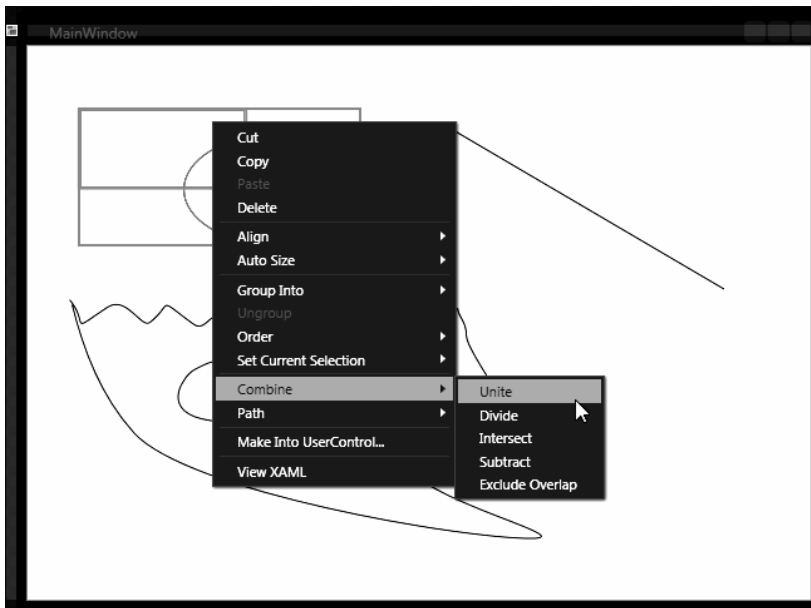 MainWindow
Cut
Copy
Paste
Delete
Align
Auto Size
Group Into
Ungroup
Order
Set Current Selection
Combine
Path
Make Into UserControl...
View XAML
Unite
Divide
Intersect
Subtract
Exclude Overlap